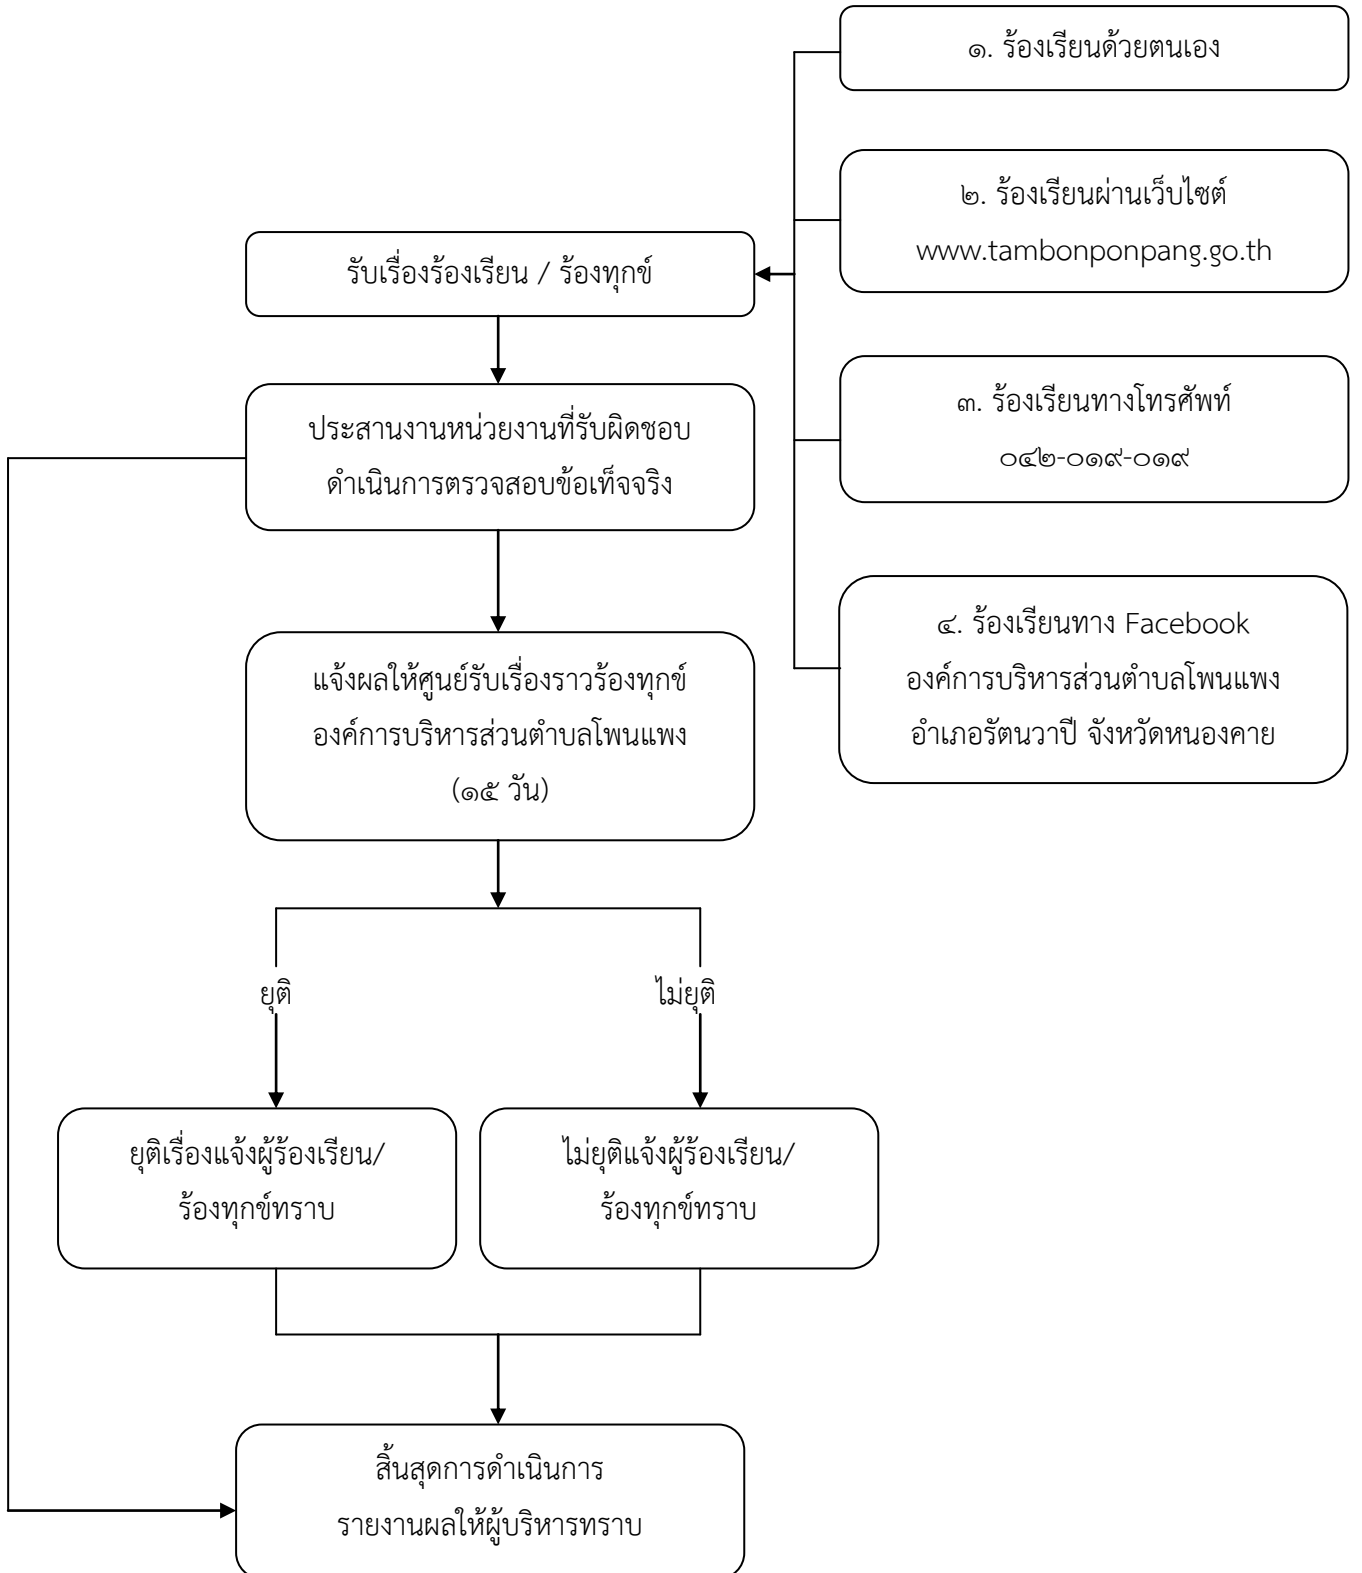 ๑. ร้องเรียนด้วยตนเอง
๒. ร้องเรียนผ่านเว็บไซต์
www.tambonponpang.go.th
รับเรื่องร้องเรียน / ร้องทุกข์
๓. ร้องเรียนทางโทรศัพท์
๐๔๒-๐๑๙-๐๑๙
ประสานงานหน่วยงานที่รับผิดชอบ
ดำเนินการตรวจสอบข้อเท็จจริง
๔. ร้องเรียนทาง Facebook
องค์การบริหารส่วนตำบลโพนแพง
อำเภอรัตนวาปี จังหวัดหนองคาย
แจ้งผลให้ศูนย์รับเรื่องราวร้องทุกข์
องค์การบริหารส่วนตำบลโพนแพง
(๑๕ วัน)
ยุติ
ไม่ยุติ
ยุติเรื่องแจ้งผู้ร้องเรียน/
ร้องทุกข์ทราบ
ไม่ยุติแจ้งผู้ร้องเรียน/
ร้องทุกข์ทราบ
สิ้นสุดการดำเนินการ
รายงานผลให้ผู้บริหารทราบ